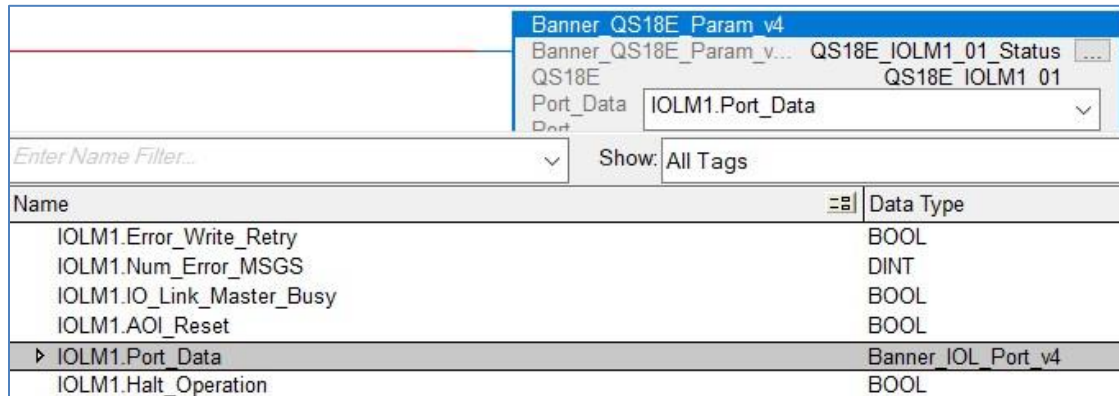 Banner_QS18E_Param_v4
Banner_QS18E_Param_v... QS18E_IOLM1_01_Status ...
QS18E QS18E_IOLM1_01
Port_Data IOLM1.Port_Data
Port
Enter Name Filter... Show: All Tags
Name Data Type
IOLM1.Error_Write_Retry BOOL
IOLM1.Num_Error_MSGS DINT
IOLM1.IO_Link_Master_Busy BOOL
IOLM1.AOI_Reset BOOL
IOLM1.Port_Data Banner_IOL_Port_v4
IOLM1.Halt_Operation BOOL